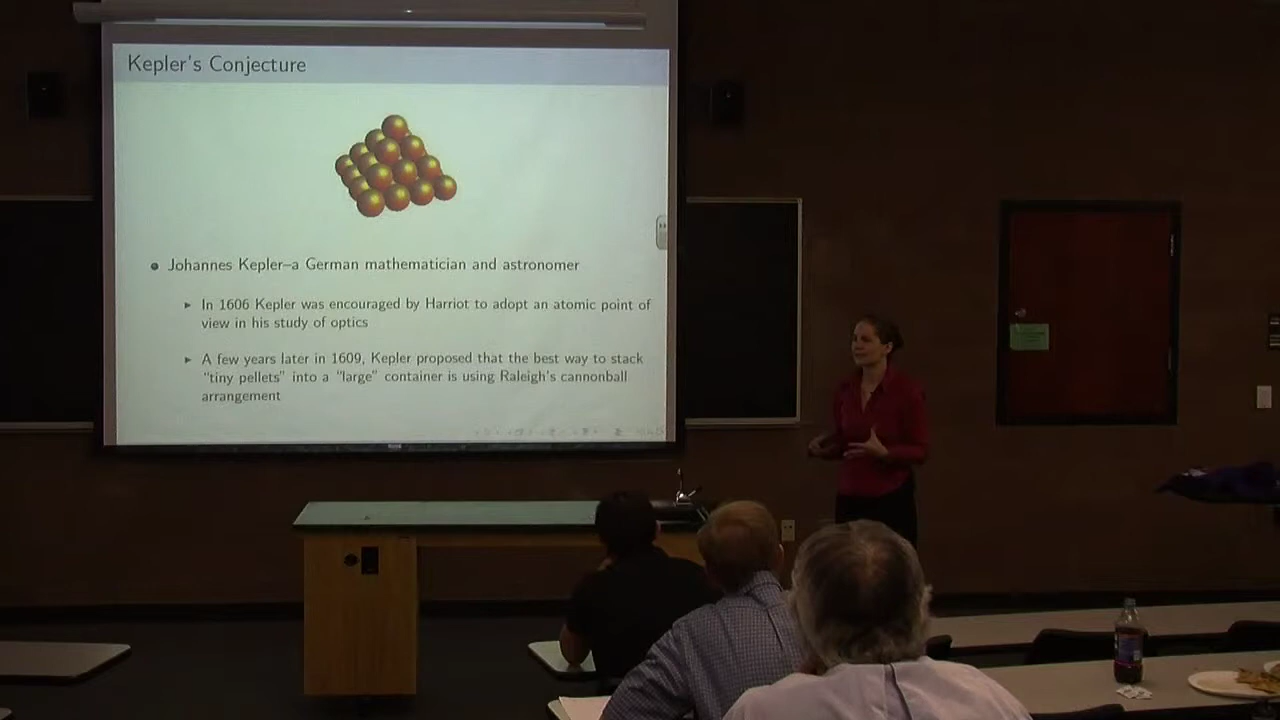 Kepler's Conjecture
Johannes Kepler–a German mathematician and astronomer
In 1606 Kepler was encouraged by Harriot to adopt an atomic point of
view in his study of optics
A few years later in 1609, Kepler proposed that the best way to stack
"tiny pellets" into a "large" container is using Raleigh's cannonball
arrangement